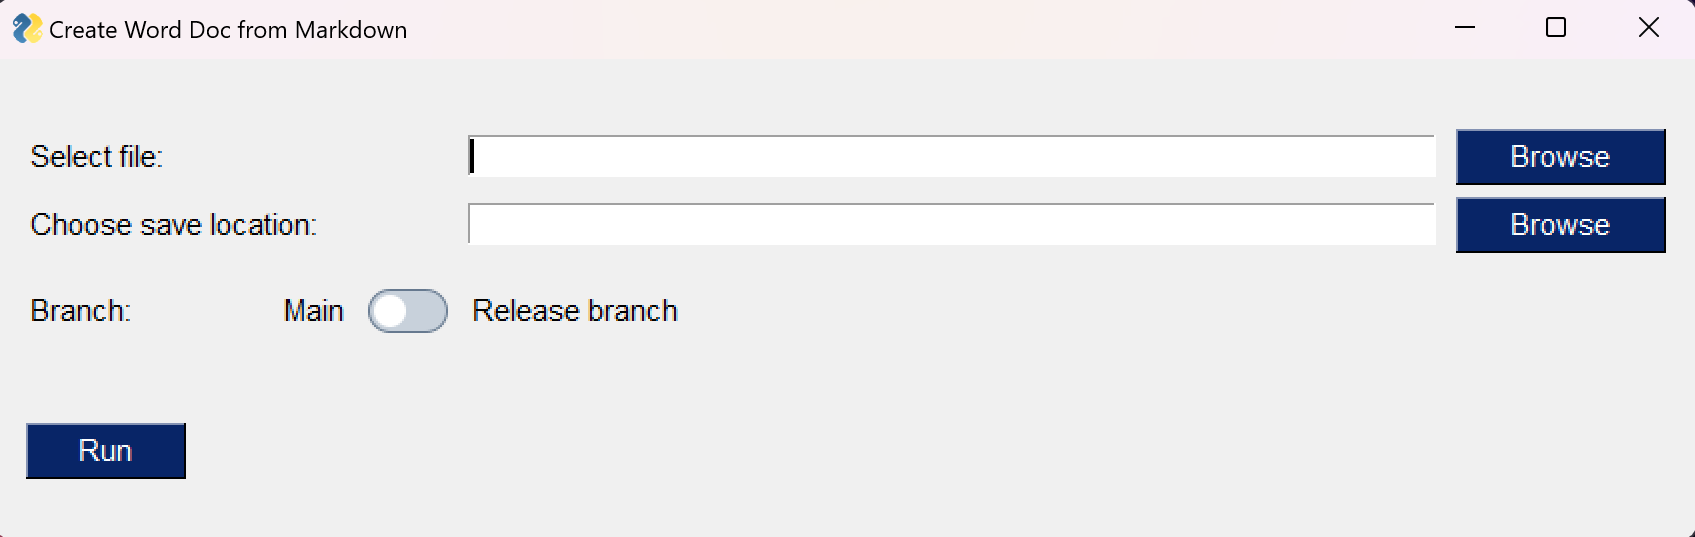 Create Word Doc from Markdown
Select file: Browse
Choose save location: Browse
Branch: Main Release branch
Run